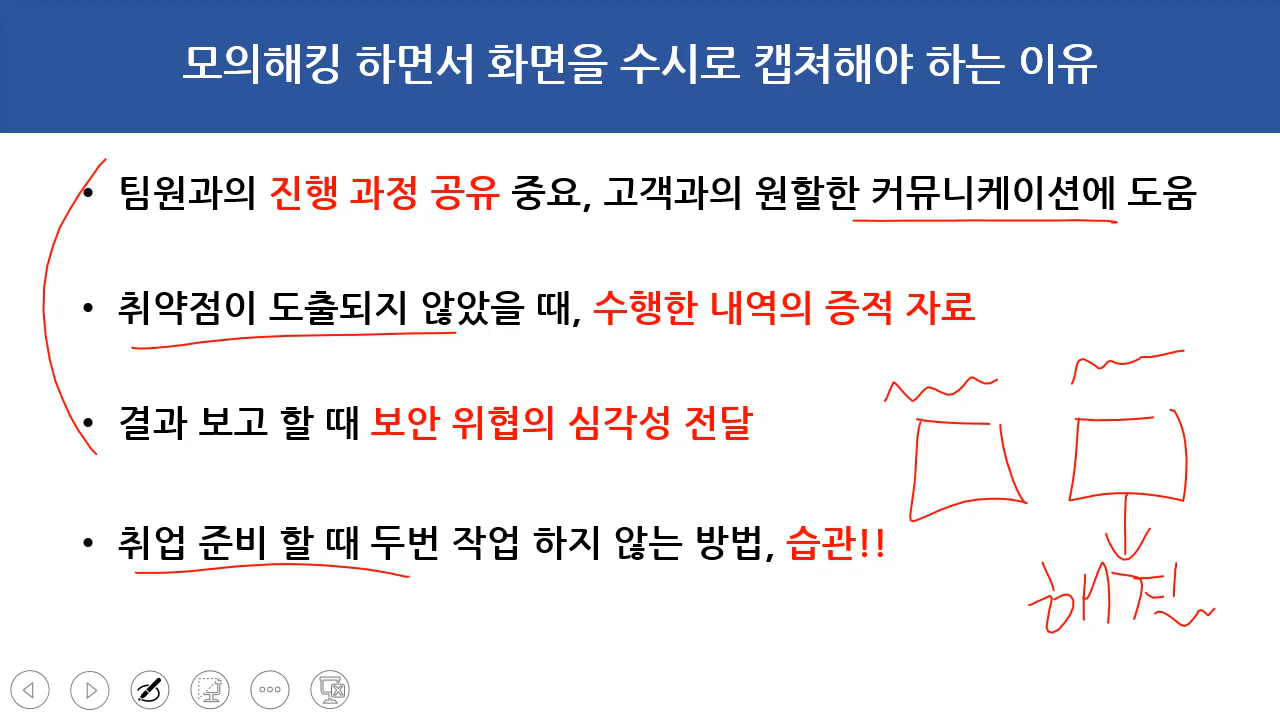 모의해킹 하면서 화면을 수시로 캡쳐해야 하는 이유
• 팀원과의 진행 과정 공유 중요, 고객과의 원할한 커뮤니케이션에 도움
• 취약점이 도출되지 않았을 때, 수행한 내역의 증적 자료
• 결과 보고 할 때 보안 위협의 심각성 전달
• 취업 준비 할 때 두번 작업 하지 않는 방법, 습관!!